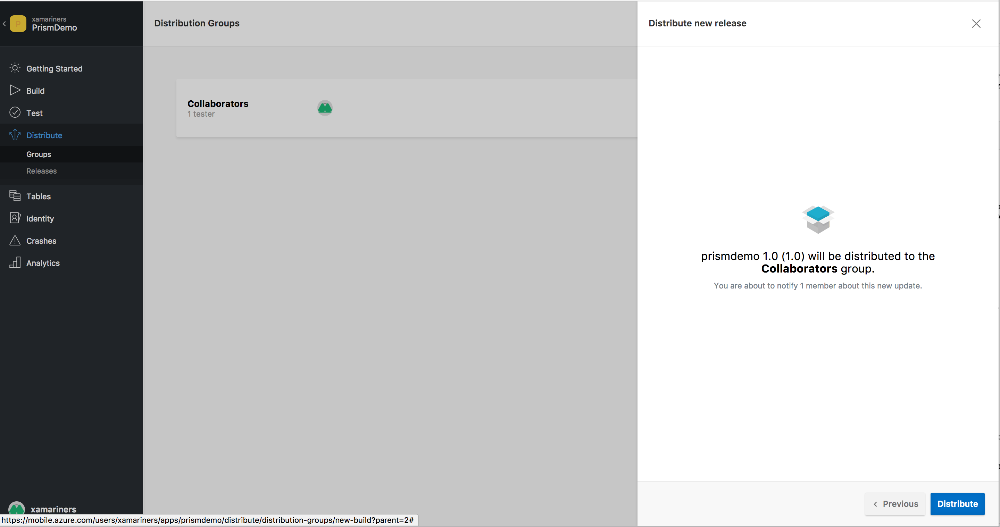 xamariners
P
PrismDemo
Getting Started
Build
Test
Distribute
Groups
Releases
Tables
Identity
Crashes
Analytics
xamariners
https://mobile.azure.com/users/xamariners/apps/prismdemo/distribute/distribution-groups/new-build?parent=2#
Distribution Groups
Collaborators
1 tester
Distribute new release
prismdemo 1.0 (1.0) will be distributed to the
Collaborators group.
You are about to notify 1 member about this new update.
Previous
Distribute